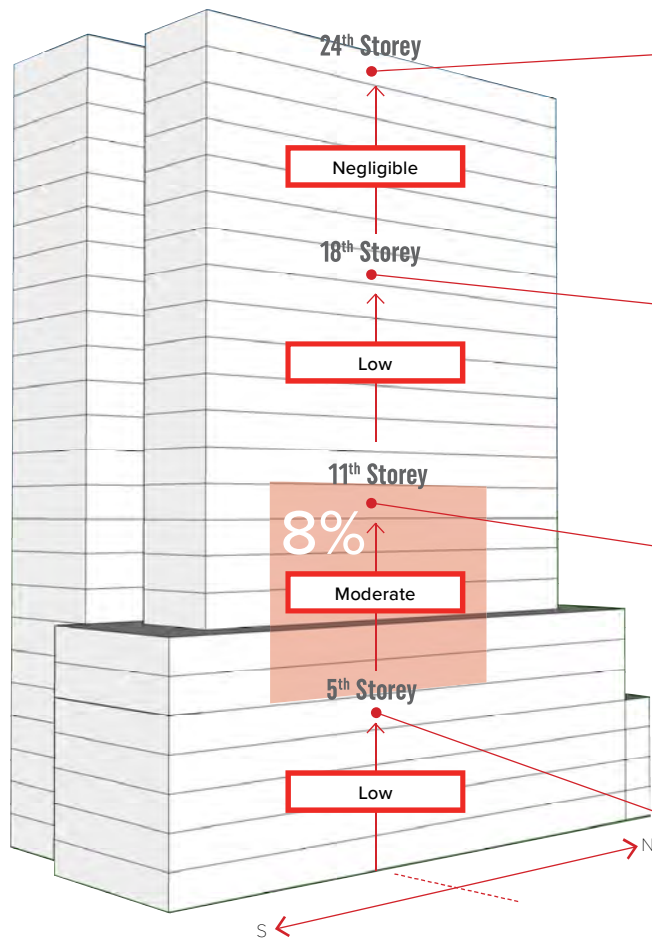 24th Storey
Negligible
18th Storey
Low
11th Storey
8%
Moderate
5th Storey
Low
N
S